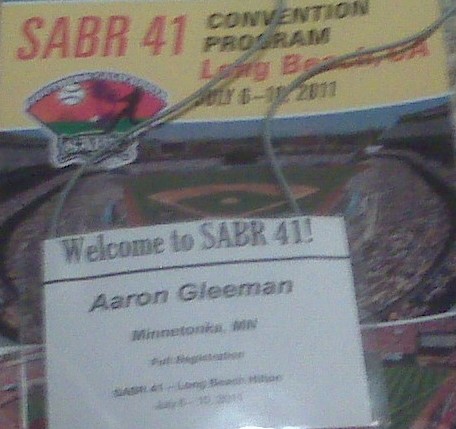 SABR 41
CONVENTION
PROGRAM
Long Beach, CA
JULY 6-10, 2011
SABR
Welcome to SABR 41!
Aaron Gleeman
Minnetonka, MN
Full Registration
SABR 41 – Long Beach Hilton
July 6 – 10, 2011